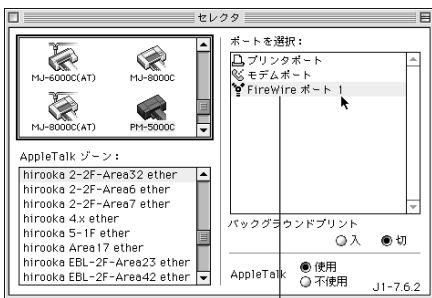 セレクタ
MJ-6000C(AT)
MJ-8000C
MJ-8000C(AT)
PM-5000C
AppleTalk ゾーン：
hirooka 2-2F-Area32 ether
hirooka 2-2F-Area6 ether
hirooka 2-2F-Area7 ether
hirooka 4.x ether
hirooka 5-1F ether
hirooka Area17 ether
hirooka EBL-2F-Area23 ether
hirooka EBL-2F-Area42 ether
ポートを選択：
プリンタポート
モデムポート
FireWire ポート 1
バックグラウンドプリント
入 切
AppleTalk
使用
不使用
J1-7.6.2